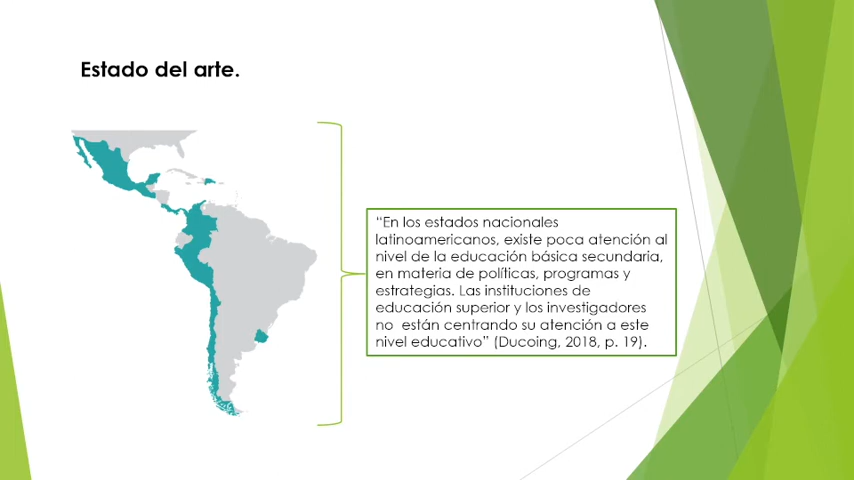 Estado del arte.
“En los estados nacionales
latinoamericanos, existe poca atención al
nivel de la educación básica secundaria,
en materia de políticas, programas y
estrategias. Las instituciones de
educación superior y los investigadores
no  están centrando su atención a este
nivel educativo” (Ducoing, 2018, p. 19).